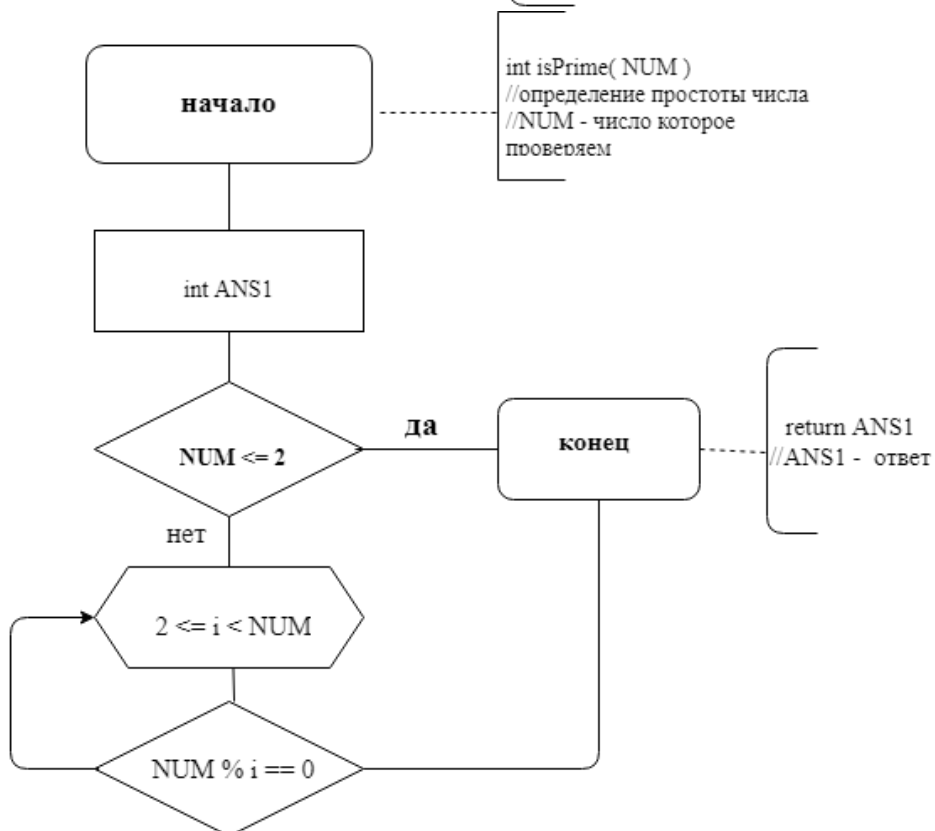 int isPrime( NUM )
//определение простоты числа
//NUM - число которое
проверяем
начало
int ANS1
NUM <= 2
да
конец
return ANS1
//ANS1 - ответ
нет
2 <= i < NUM
NUM % i == 0